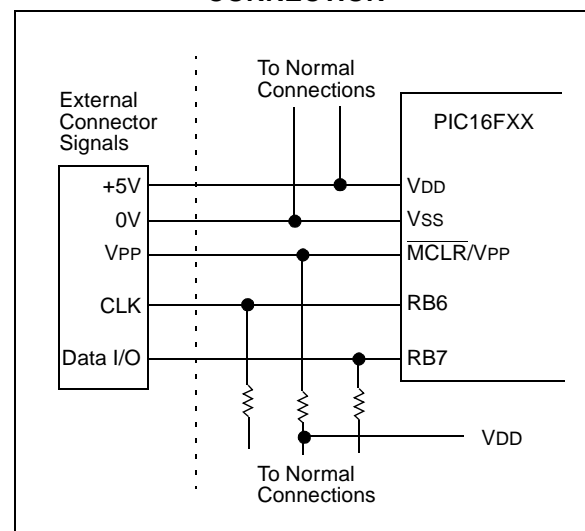 CONNECTION
To Normal
Connections
External
Connector
Signals
PIC16FXX
+5V
VDD
0V
VSS
VPP
MCLR/VPP
CLK
RB6
Data I/O
RB7
VDD
To Normal
Connections